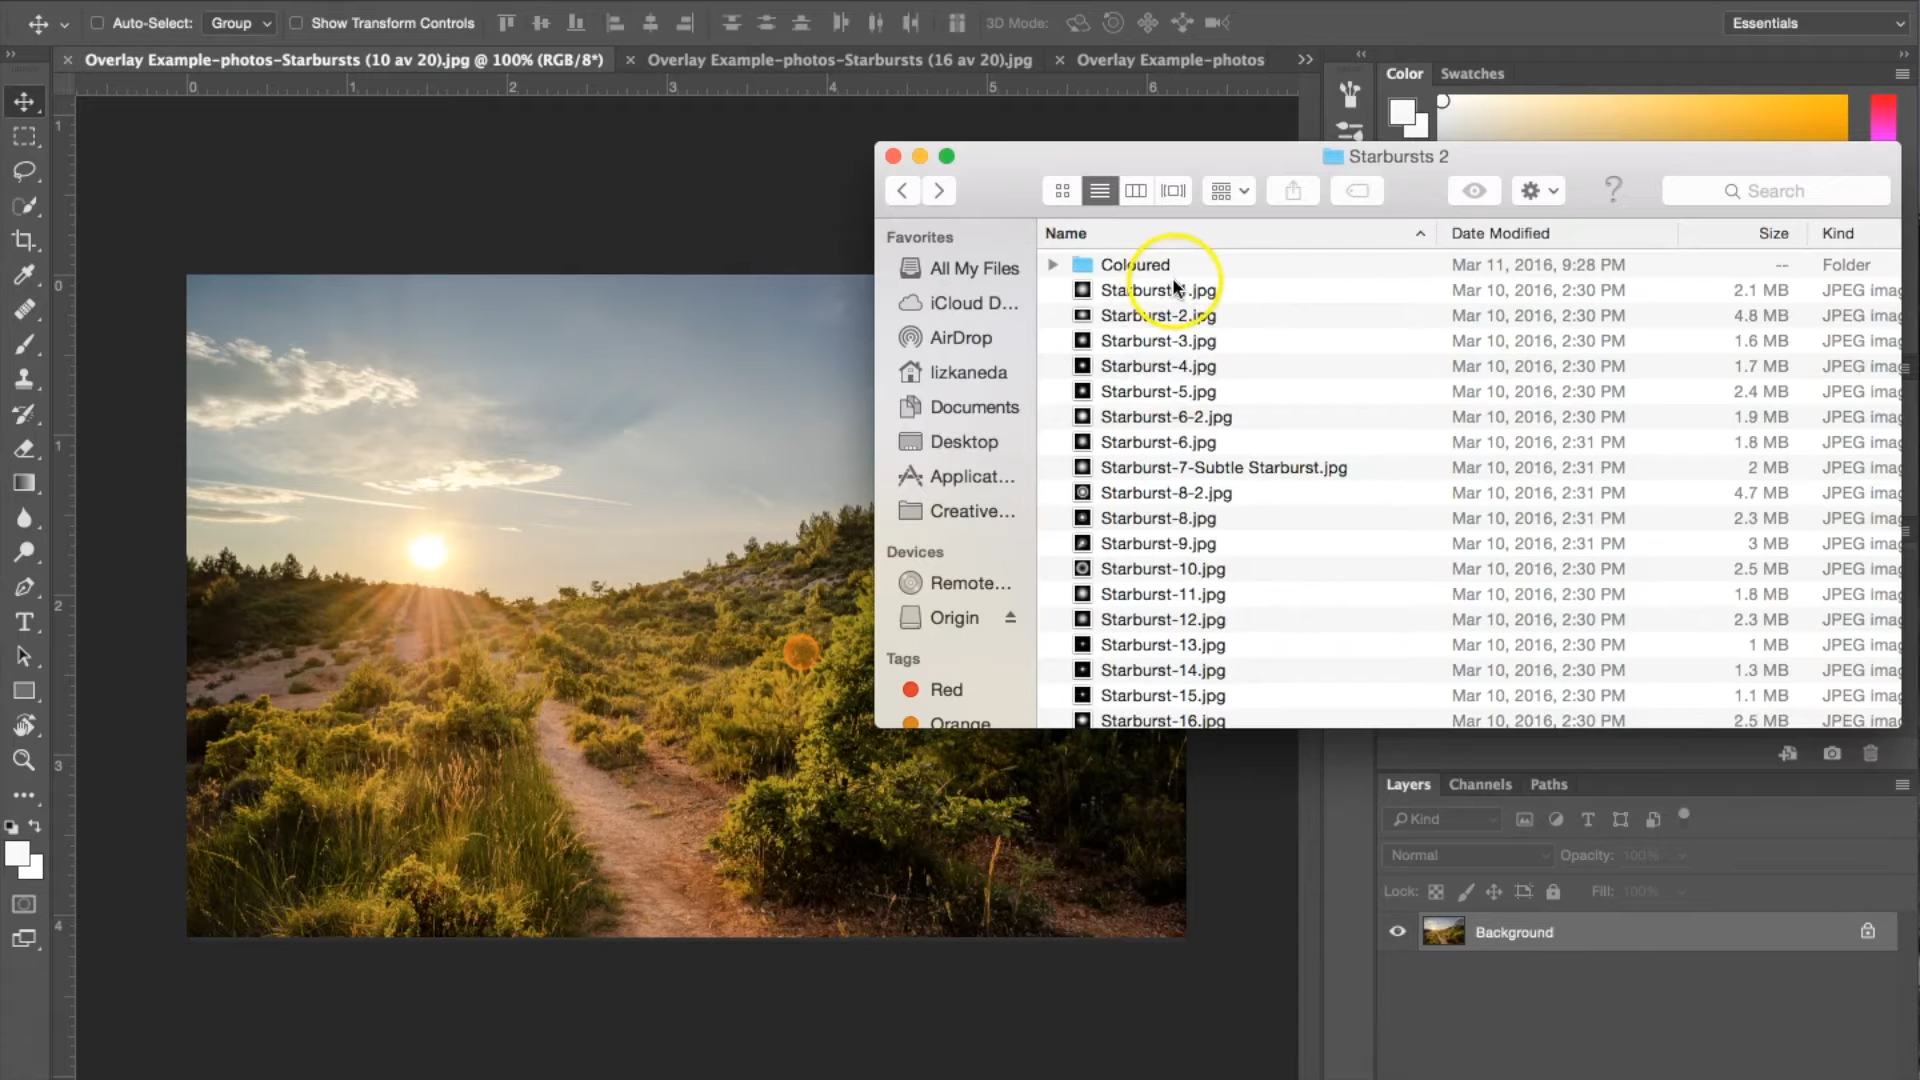 Auto-Select: Group Show Transform Controls 3D Mode: Essentials
Overlay Example-photos-Starbursts (10 av 20).jpg @ 100% (RGB/8*) Overlay Example-photos-Starbursts (16 av 20).jpg Overlay Example-photos
Color Swatches
0 1 2 3 4 5 6
1
0
1
2
3
4
Starbursts 2
Search
Favorites
All My Files
iCloud D...
AirDrop
lizkaneda
Documents
Desktop
Applicat...
Creative...
Devices
Remote...
Origin
Tags
Red
Orange
Name Date Modified Size Kind
Coloured Mar 11, 2016, 9:28 PM -- Folder
Mar 10, 2016, 2:30 PM 2.1 MB JPEG imag
Starburst-2.jpg Mar 10, 2016, 2:30 PM 4.8 MB JPEG imag
Starburst-3.jpg Mar 10, 2016, 2:30 PM 1.6 MB JPEG imag
Starburst-4.jpg Mar 10, 2016, 2:30 PM 1.7 MB JPEG imag
Starburst-5.jpg Mar 10, 2016, 2:30 PM 2.4 MB JPEG imag
Starburst-6-2.jpg Mar 10, 2016, 2:30 PM 1.9 MB JPEG imag
Starburst-6.jpg Mar 10, 2016, 2:31 PM 1.8 MB JPEG imag
Starburst-7-Subtle Starburst.jpg Mar 10, 2016, 2:31 PM 2 MB JPEG imag
Starburst-8-2.jpg Mar 10, 2016, 2:31 PM 4.7 MB JPEG imag
Starburst-8.jpg Mar 10, 2016, 2:31 PM 2.3 MB JPEG imag
Starburst-9.jpg Mar 10, 2016, 2:31 PM 3 MB JPEG imag
Starburst-10.jpg Mar 10, 2016, 2:30 PM 2.5 MB JPEG imag
Starburst-11.jpg Mar 10, 2016, 2:30 PM 1.8 MB JPEG imag
Starburst-12.jpg Mar 10, 2016, 2:30 PM 2.3 MB JPEG imag
Starburst-13.jpg Mar 10, 2016, 2:30 PM 1 MB JPEG imag
Starburst-14.jpg Mar 10, 2016, 2:30 PM 1.3 MB JPEG imag
Starburst-15.jpg Mar 10, 2016, 2:30 PM 1.1 MB JPEG imag
Starburst-16.jpg Mar 10, 2016, 2:30 PM 2.5 MB JPEG imag
Layers Channels Paths
Kind
Normal Opacity: 100%
Lock: Fill: 100%
Background